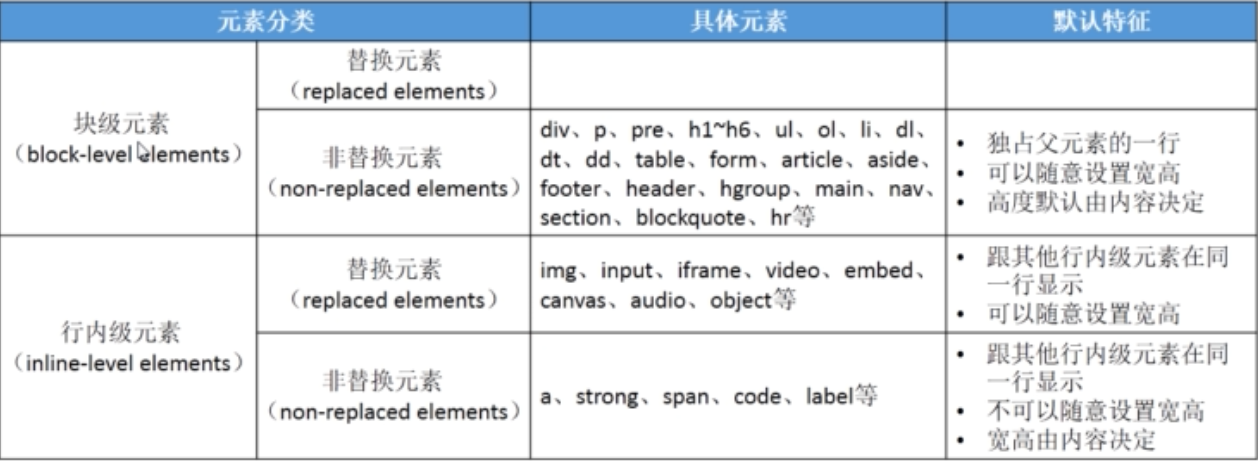 元素分类
具体元素
默认特征
块级元素
（block-level elements）
替换元素
（replaced elements）
非替换元素
（non-replaced elements）
div、p、pre、h1~h6、ul、ol、li、dl、
dt、dd、table、form、article、aside、
footer、header、hgroup、main、nav、
section、blockquote、hr等
• 独占父元素的一行
• 可以随意设置宽高
• 高度默认由内容决定
行内级元素
（inline-level elements）
替换元素
（replaced elements）
img、input、iframe、video、embed、
canvas、audio、object等
• 跟其他行内级元素在同
一行显示
• 可以随意设置宽高
非替换元素
（non-replaced elements）
a、strong、span、code、label等
• 跟其他行内级元素在同
一行显示
• 不可以随意设置宽高
• 宽高由内容决定